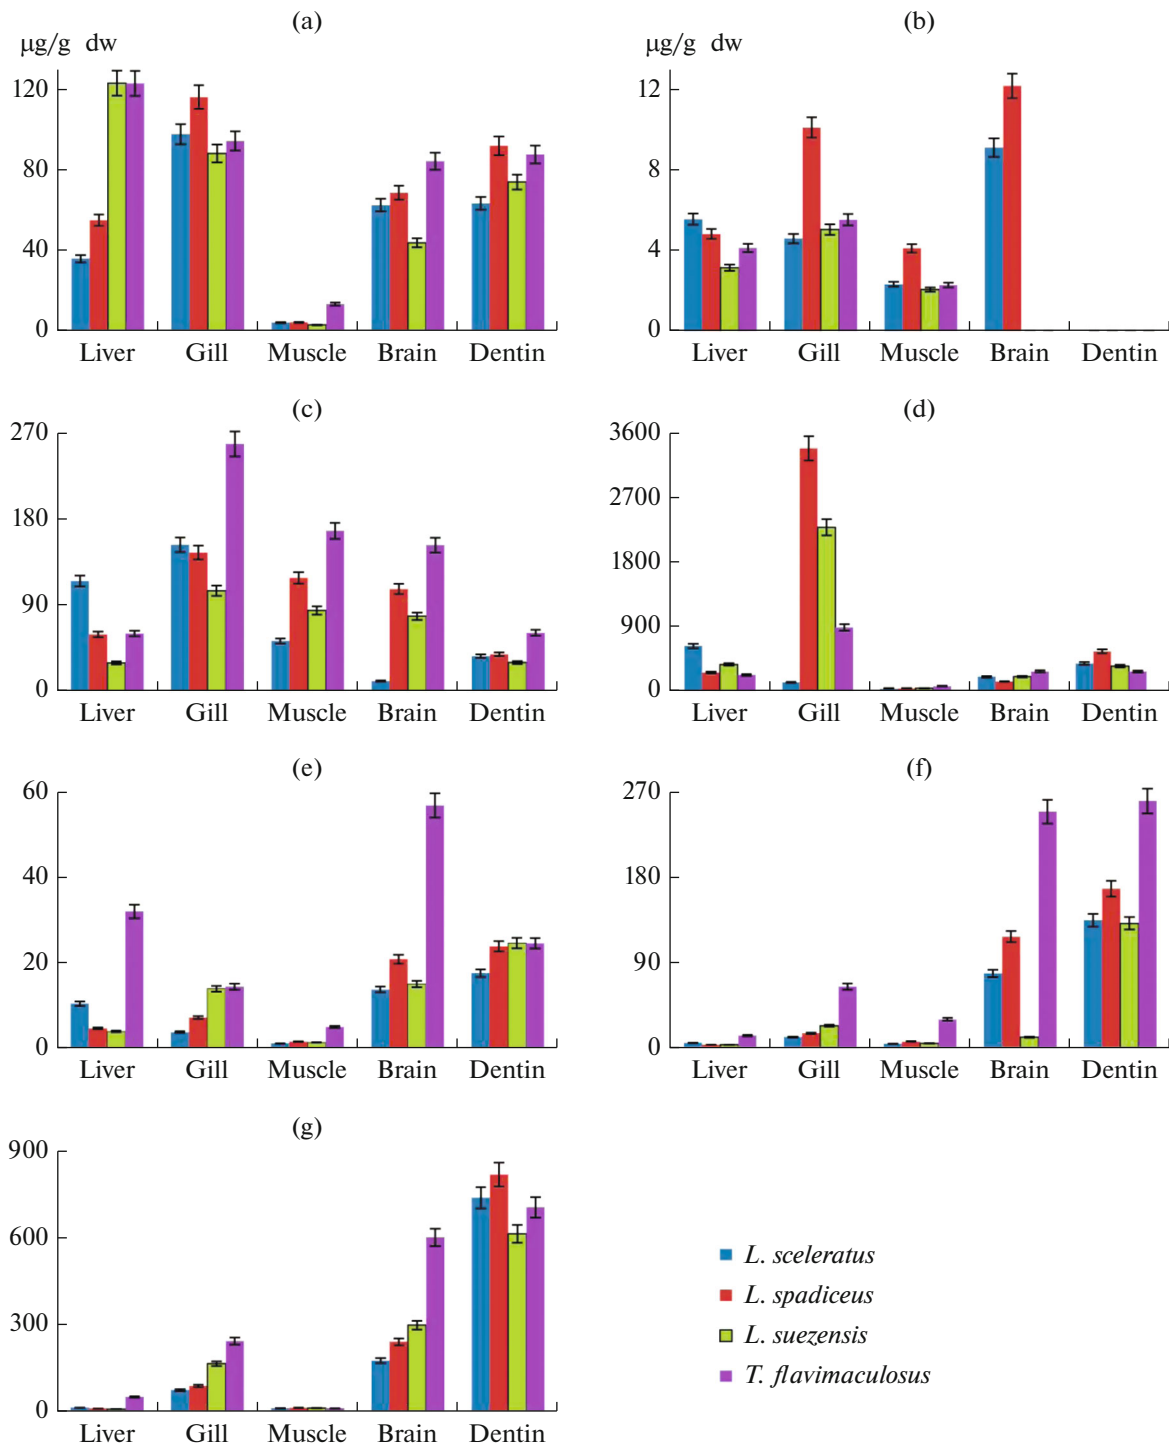 (a)
μg/g dw
120
80
40
0
Liver Gill Muscle Brain Dentin
(b)
μg/g dw
12
8
4
0
Liver Gill Muscle Brain Dentin
(c)
270
180
90
0
Liver Gill Muscle Brain Dentin
(d)
3600
2700
1800
900
0
Liver Gill Muscle Brain Dentin
(e)
60
40
20
0
Liver Gill Muscle Brain Dentin
(f)
270
180
90
0
Liver Gill Muscle Brain Dentin
(g)
900
600
300
0
Liver Gill Muscle Brain Dentin
L. sceleratus
L. spadiceus
L. suezensis
T. flavimaculosus